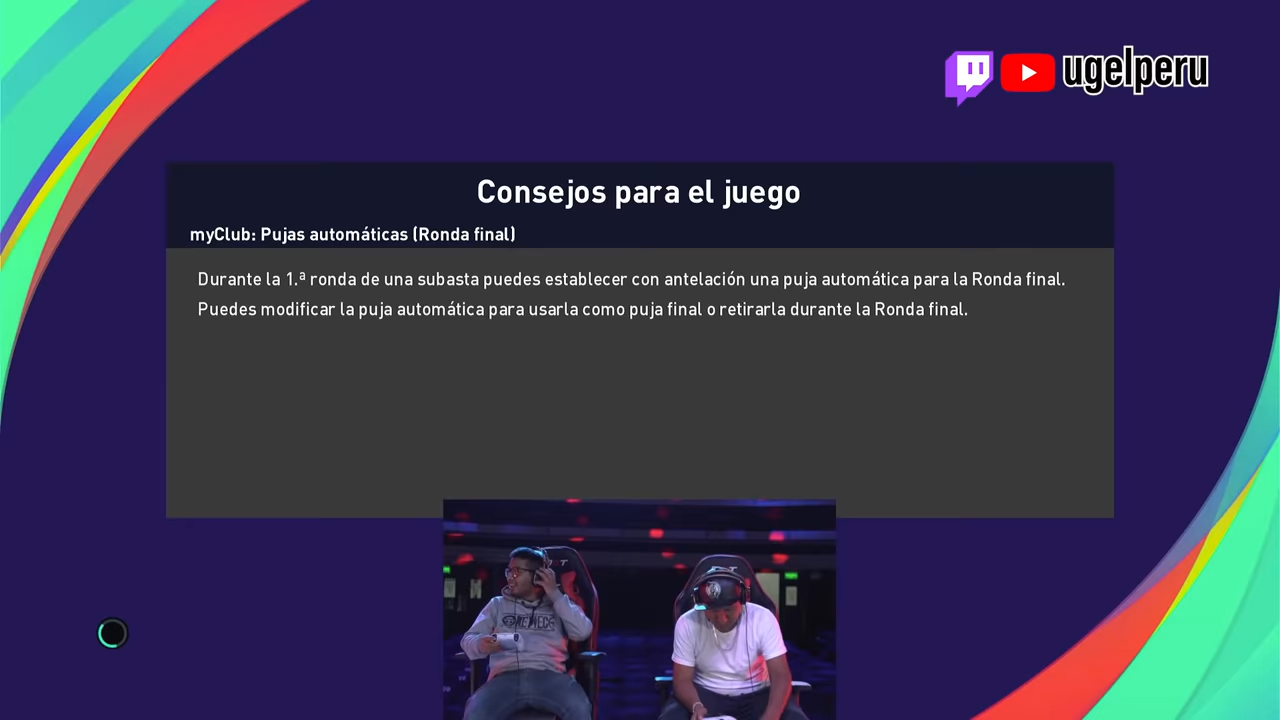 ugelperu
Consejos para el juego
myClub: Pujas automáticas (Ronda final)
Durante la 1.ª ronda de una subasta puedes establecer con antelación una puja automática para la Ronda final.
Puedes modificar la puja automática para usarla como puja final o retirarla durante la Ronda final.
ONE PIECE